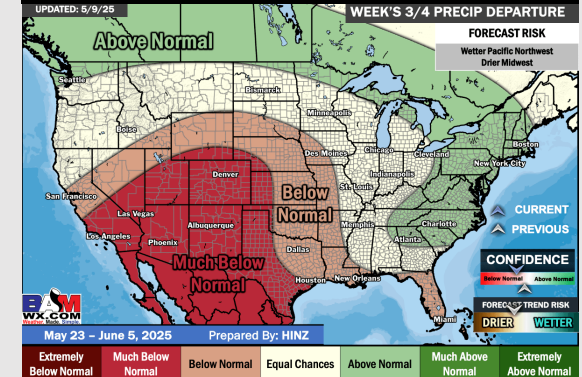 UPDATED: 5/9/25
WEEK'S 3/4 PRECIP DEPARTURE
FORECAST RISK
Wetter Pacific Northwest
Drier Midwest
Above Normal
Seattle
Bismarck
Minneapolis
Boise
Boston
Des Moines
Chicago
Cleveland
New York City
Denver
Indianapolis
St. Louis
San Francisco
Below
Normal
Las Vegas
CURRENT
Albuquerque
Memphis
Charlotte
PREVIOUS
Los Angeles
Phoenix
Atlanta
Dallas
Much Below
Normal
CONFIDENCE
Houston
New Orleans
Below Normal
Above Normal
BAM
WX.COM
Weather. Made. Simple.
FORECAST TREND RISK
Miami
DRIER
WETTER
May 23 – June 5, 2025
Prepared By: HINZ
Extremely
Below Normal
Much Below
Normal
Below Normal
Equal Chances
Above Normal
Much Above
Normal
Extremely
Above Normal